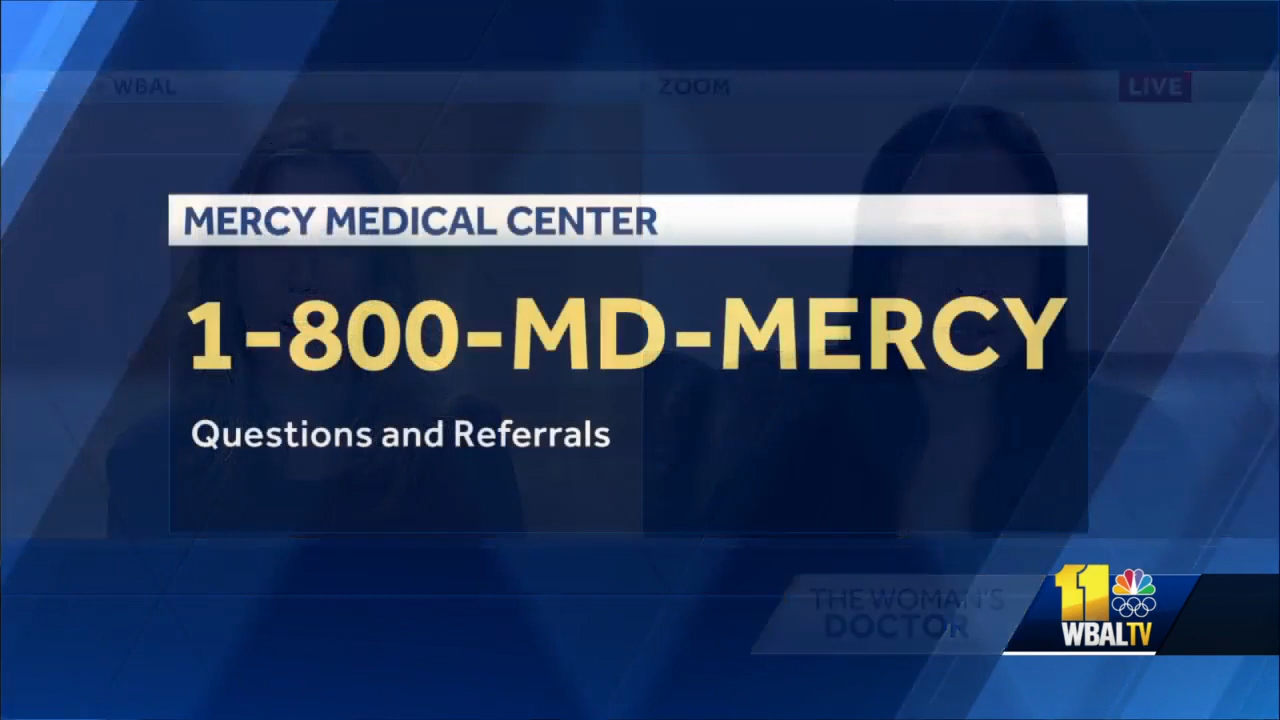 WBAL
ZOOM
LIVE
MERCY MEDICAL CENTER
1-800-MD-MERCY
Questions and Referrals
THE WOMAN'S
DOCTOR
11
WBALTV